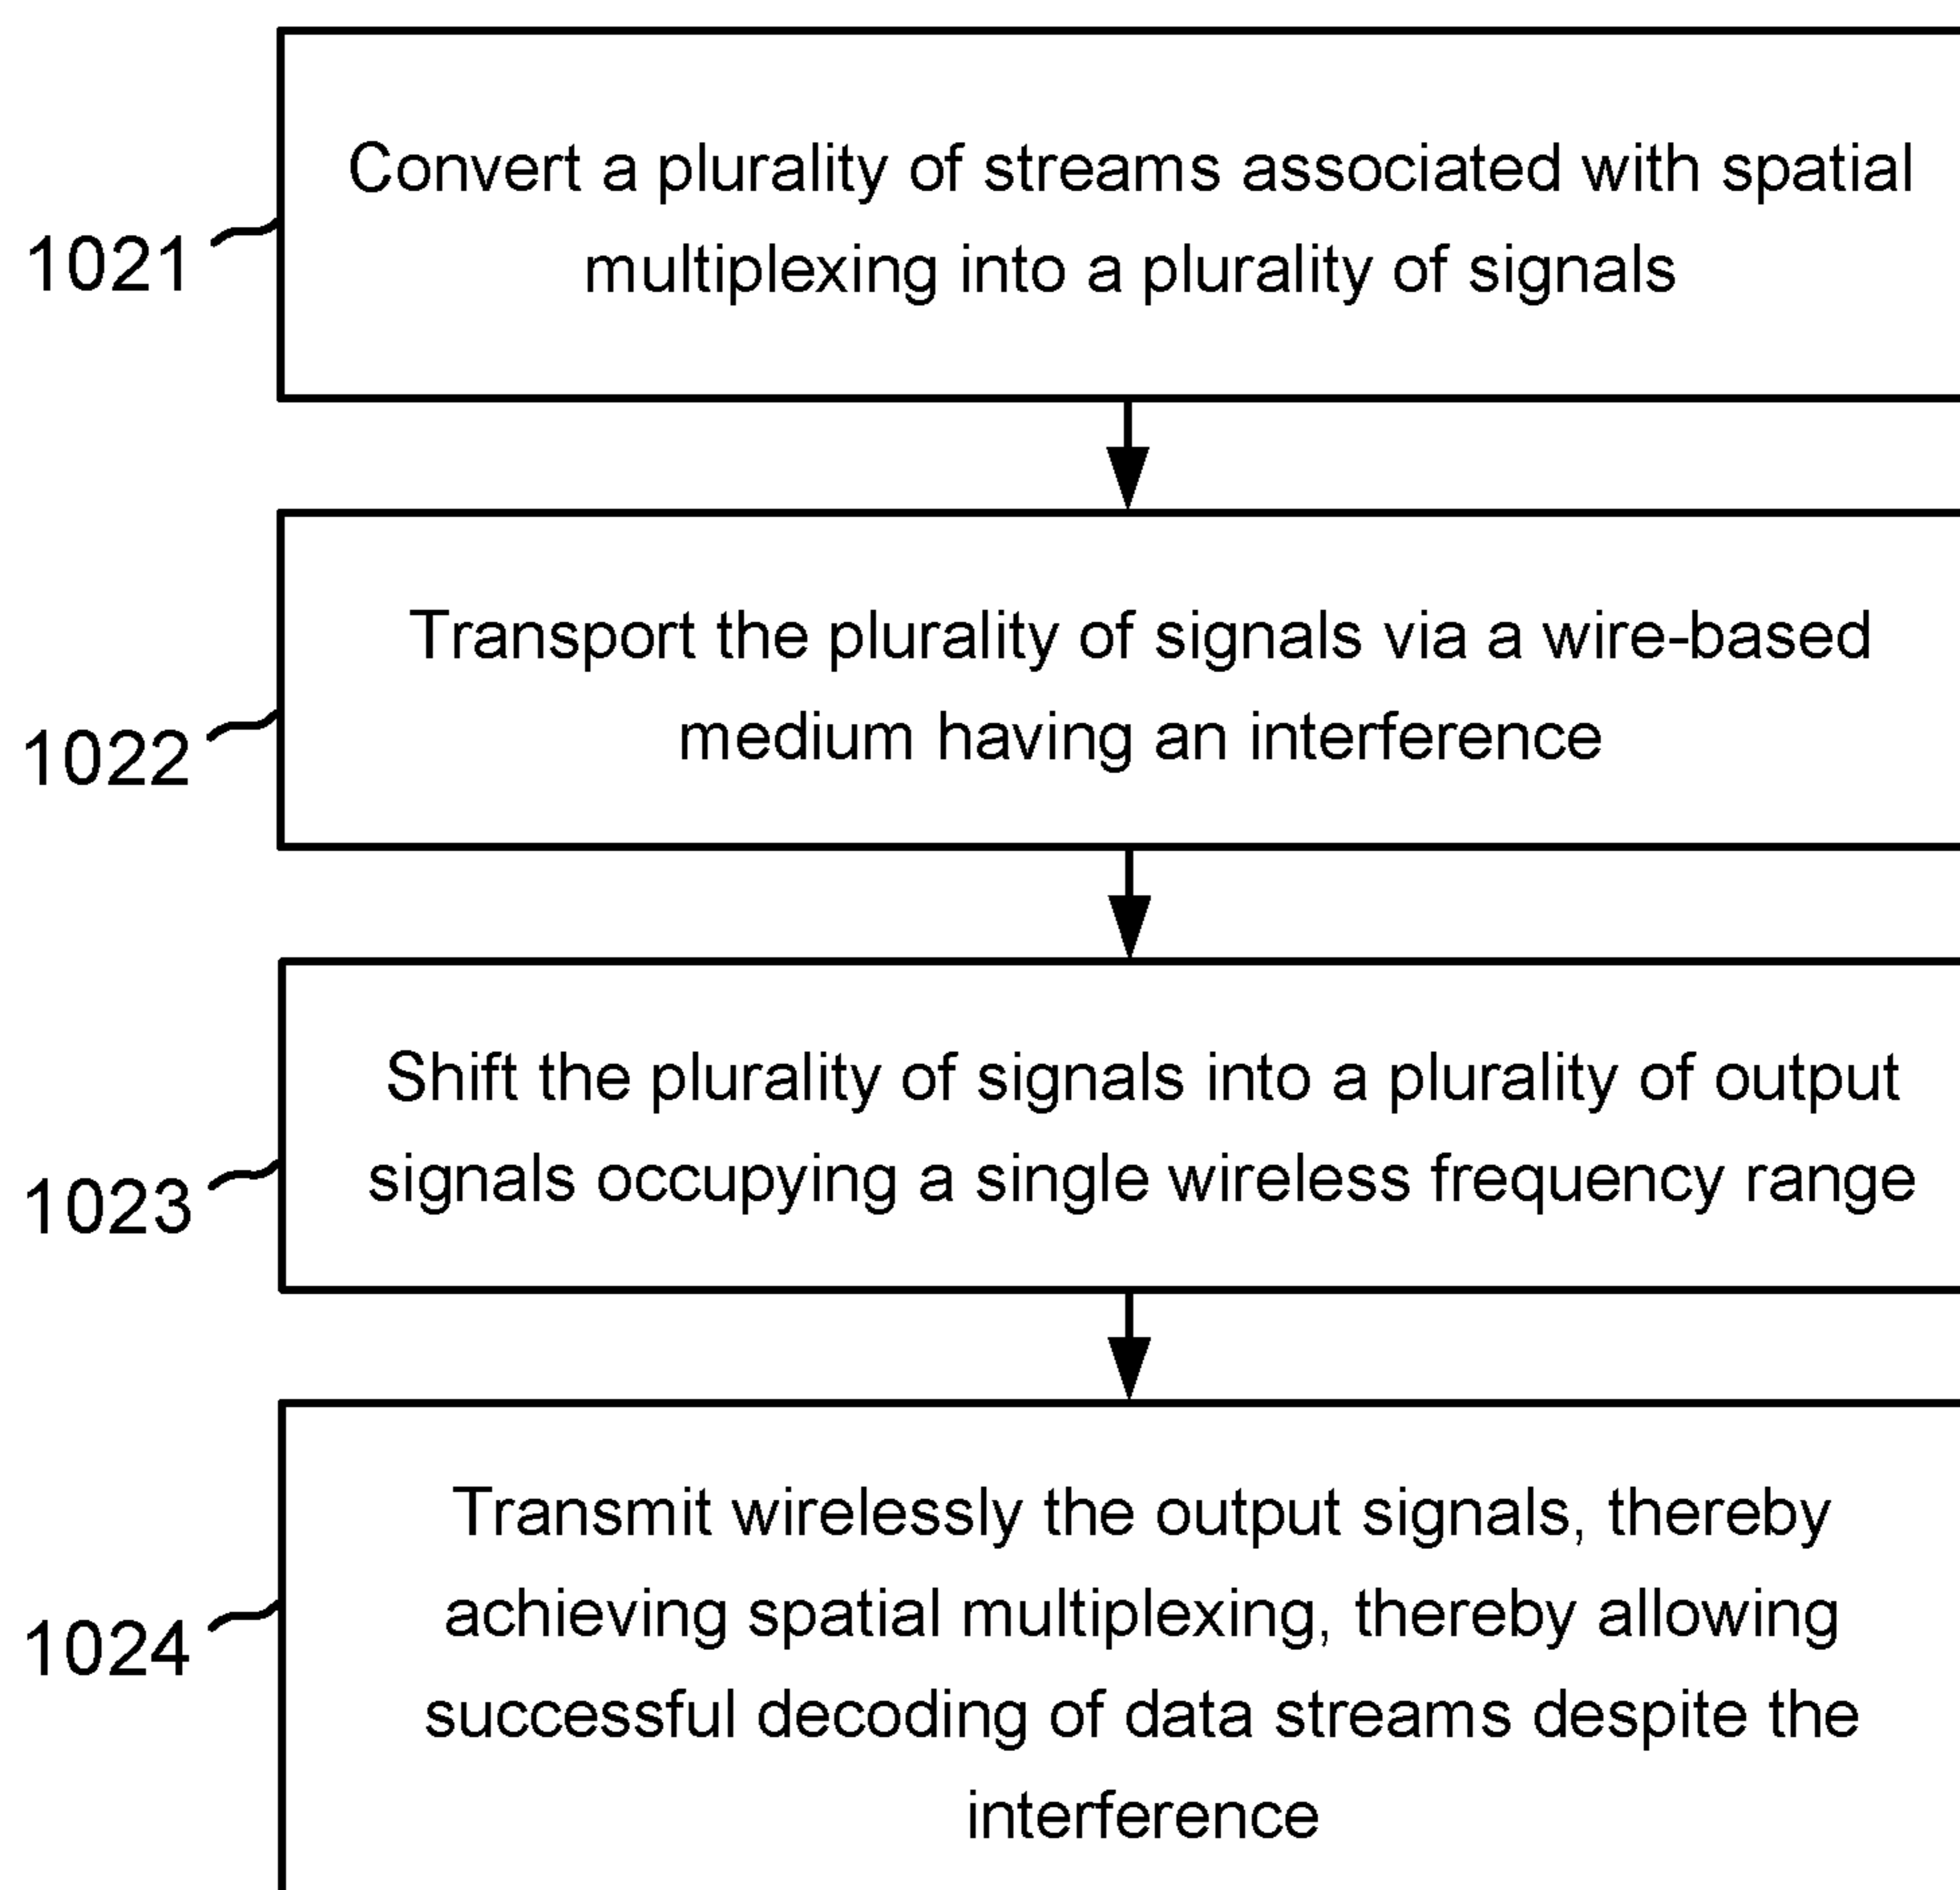 Convert a plurality of streams associated with spatial
multiplexing into a plurality of signals
1021
Transport the plurality of signals via a wire-based
medium having an interference
1022
Shift the plurality of signals into a plurality of output
signals occupying a single wireless frequency range
1023
Transmit wirelessly the output signals, thereby
achieving spatial multiplexing, thereby allowing
successful decoding of data streams despite the
interference
1024